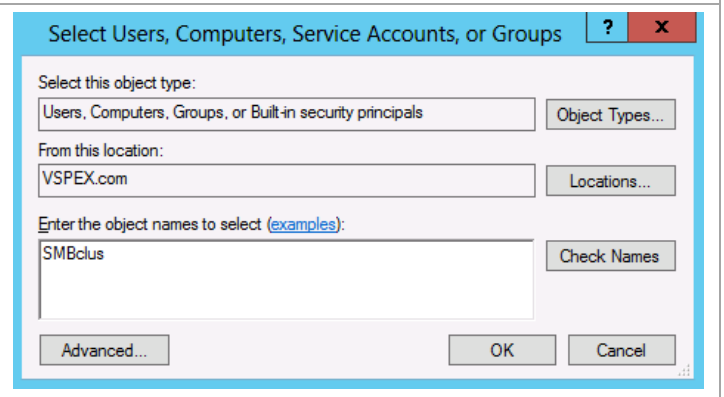 Select Users, Computers, Service Accounts, or Groups
? x
Select this object type:
Users, Computers, Groups, or Built-in security principals
Object Types...
From this location:
VSPEX.com
Locations...
Enter the object names to select (examples):
SMBclus
Check Names
Advanced...
OK
Cancel